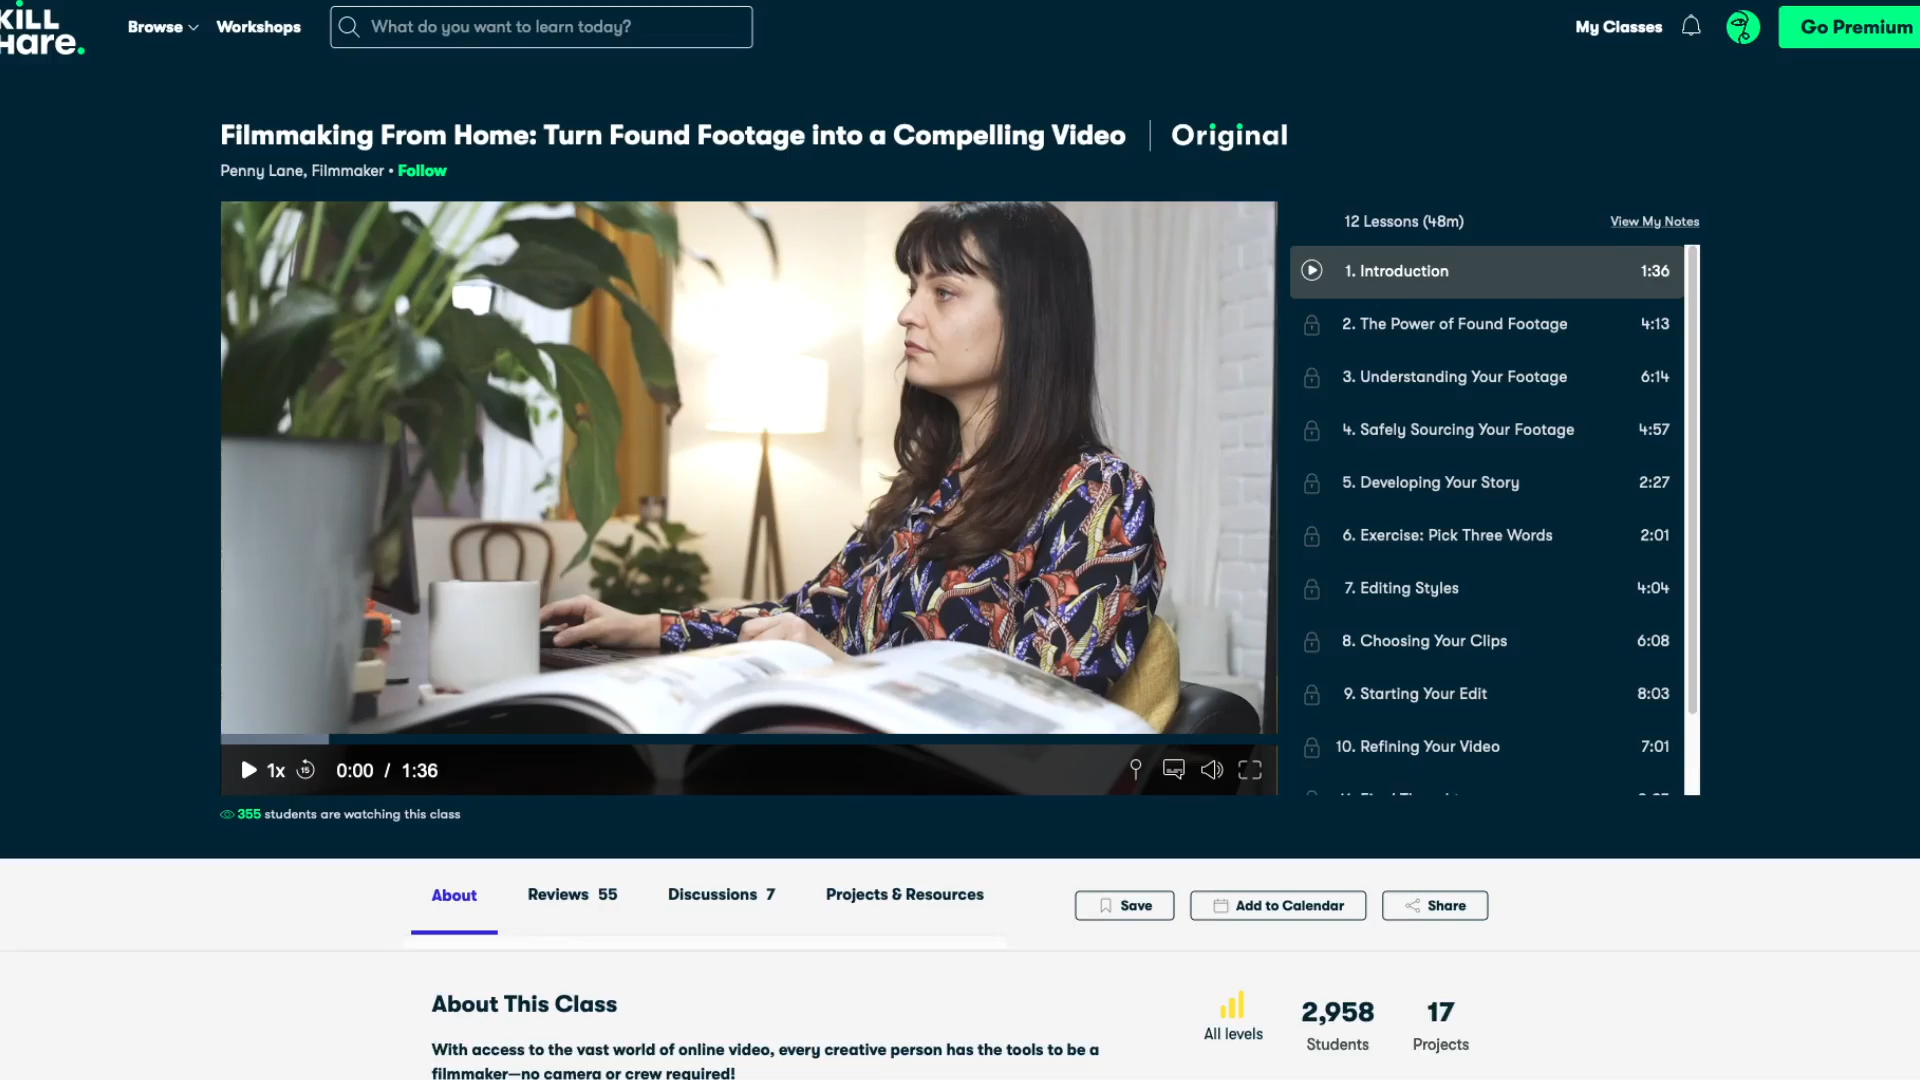 KILL
Hare.
Browse
Workshops
What do you want to learn today?
My Classes
Go Premium
Filmmaking From Home: Turn Found Footage into a Compelling Video
Original
Penny Lane, Filmmaker • Follow
12 Lessons (48m)
View My Notes
1. Introduction 1:36
2. The Power of Found Footage 4:13
3. Understanding Your Footage 6:14
4. Safely Sourcing Your Footage 4:57
5. Developing Your Story 2:27
6. Exercise: Pick Three Words 2:01
7. Editing Styles 4:04
8. Choosing Your Clips 6:08
9. Starting Your Edit 8:03
10. Refining Your Video 7:01
1x 15 0:00 / 1:36
355 students are watching this class
About
Reviews 55
Discussions 7
Projects & Resources
Save
Add to Calendar
Share
About This Class
With access to the vast world of online video, every creative person has the tools to be a
filmmaker—no camera or crew required!
All levels
2,958
Students
17
Projects